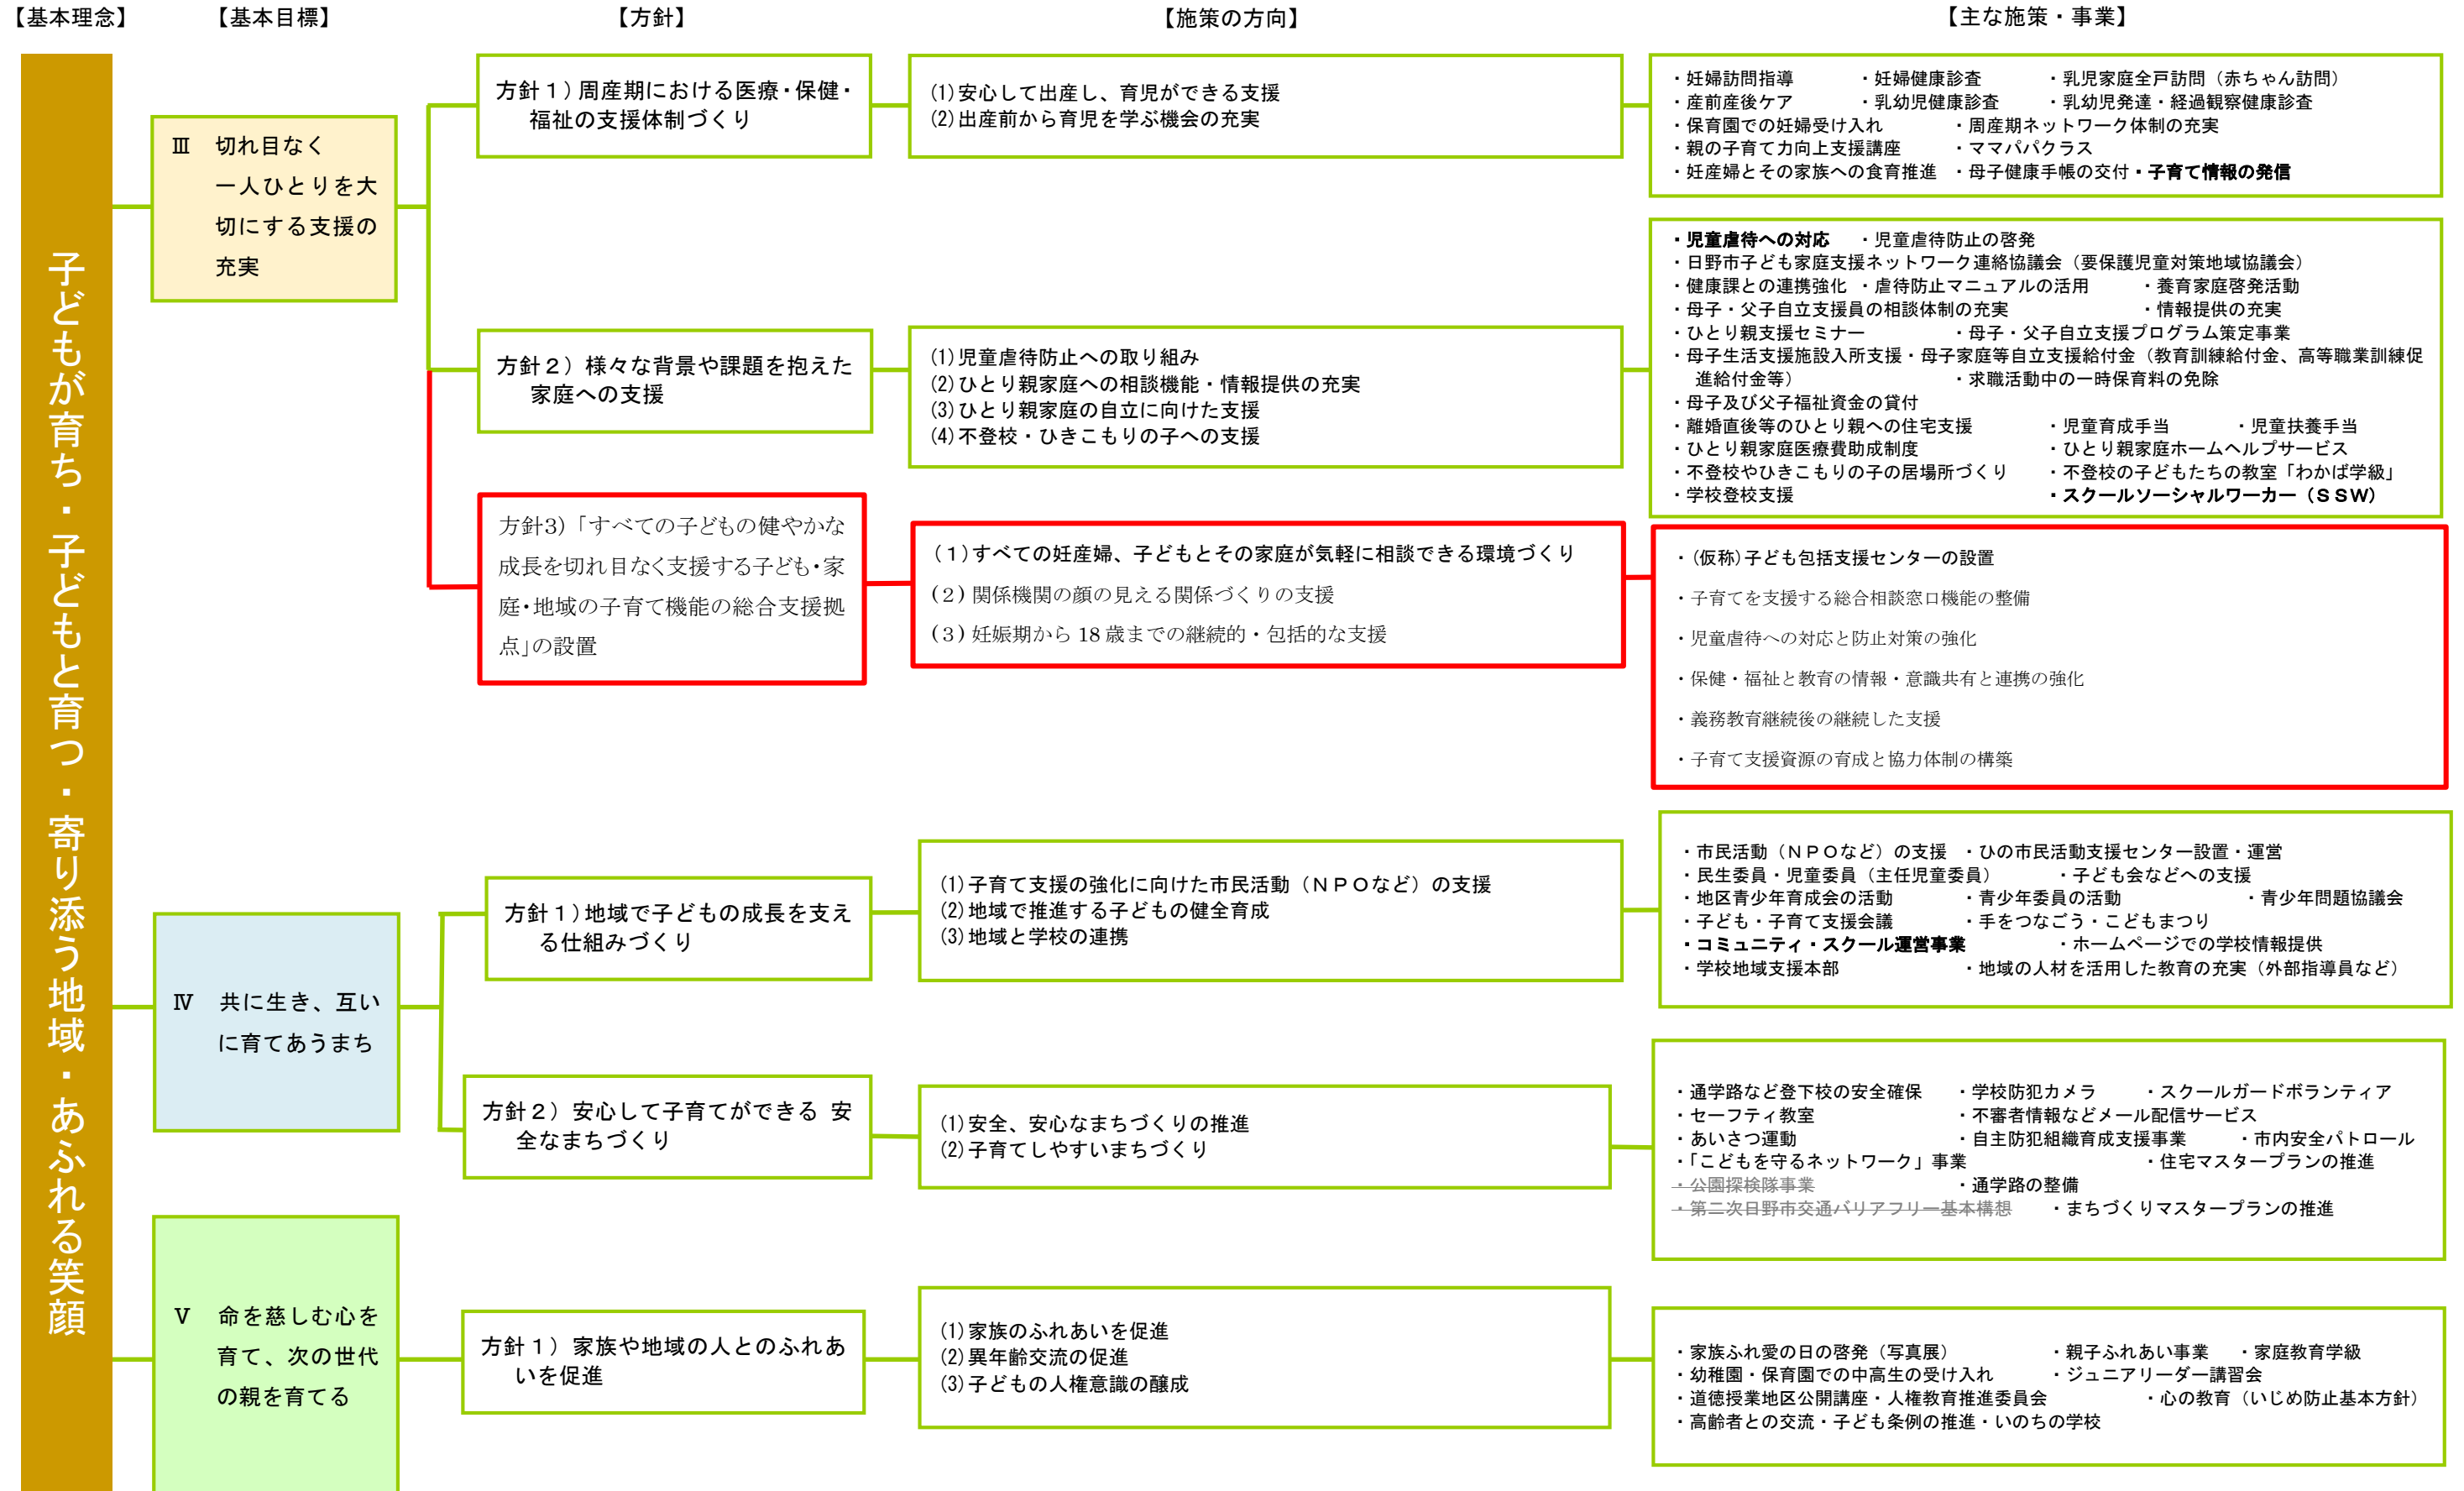 【基本理念】 【基本目標】 【方針】 【施策の方向】 【主な施策・事業】
子どもが育ち・子どもと育つ・寄り添う地域・あふれる笑顔
Ⅲ 切れ目なく
一人ひとりを大
切にする支援の
充実
方針１）周産期における医療・保健・
福祉の支援体制づくり
(1)安心して出産し、育児ができる支援
(2)出産前から育児を学ぶ機会の充実
・妊婦訪問指導 ・妊婦健康診査 ・乳児家庭全戸訪問（赤ちゃん訪問）
・産前産後ケア ・乳幼児健康診査 ・乳幼児発達・経過観察健康診査
・保育園での妊婦受け入れ ・周産期ネットワーク体制の充実
・親の子育て力向上支援講座 ・ママパパクラス
・妊産婦とその家族への食育推進 ・母子健康手帳の交付・子育て情報の発信
方針２）様々な背景や課題を抱えた
家庭への支援
(1)児童虐待防止への取り組み
(2)ひとり親家庭への相談機能・情報提供の充実
(3)ひとり親家庭の自立に向けた支援
(4)不登校・ひきこもりの子への支援
・児童虐待への対応 ・児童虐待防止の啓発
・日野市子ども家庭支援ネットワーク連絡協議会（要保護児童対策地域協議会）
・健康課との連携強化 ・虐待防止マニュアルの活用 ・養育家庭啓発活動
・母子・父子自立支援員の相談体制の充実 ・情報提供の充実
・ひとり親支援セミナー ・母子・父子自立支援プログラム策定事業
・母子生活支援施設入所支援・母子家庭等自立支援給付金（教育訓練給付金、高等職業訓練促
進給付金等） ・求職活動中の一時保育料の免除
・母子及び父子福祉資金の貸付
・離婚直後等のひとり親への住宅支援 ・児童育成手当 ・児童扶養手当
・ひとり親家庭医療費助成制度 ・ひとり親家庭ホームヘルプサービス
・不登校やひきこもりの子の居場所づくり ・不登校の子どもたちの教室「わかば学級」
・学校登校支援 ・スクールソーシャルワーカー（ＳＳＷ）
方針3）「すべての子どもの健やかな
成長を切れ目なく支援する子ども・家
庭・地域の子育て機能の総合支援拠
点」の設置
(１)すべての妊産婦、子どもとその家庭が気軽に相談できる環境づくり
(２)関係機関の顔の見える関係づくりの支援
(３)妊娠期から 18 歳までの継続的・包括的な支援
・(仮称)子ども包括支援センターの設置
・子育てを支援する総合相談窓口機能の整備
・児童虐待への対応と防止対策の強化
・保健・福祉と教育の情報・意識共有と連携の強化
・義務教育継続後の継続した支援
・子育て支援資源の育成と協力体制の構築
Ⅳ 共に生き、互い
に育てあうまち
方針１）地域で子どもの成長を支え
る仕組みづくり
(1)子育て支援の強化に向けた市民活動（ＮＰＯなど）の支援
(2)地域で推進する子どもの健全育成
(3)地域と学校の連携
・市民活動（ＮＰＯなど）の支援 ・ひの市民活動支援センター設置・運営
・民生委員・児童委員（主任児童委員） ・子ども会などへの支援
・地区青少年育成会の活動 ・青少年委員の活動 ・青少年問題協議会
・子ども・子育て支援会議 ・手をつなごう・こどもまつり
・コミュニティ・スクール運営事業 ・ホームページでの学校情報提供
・学校地域支援本部 ・地域の人材を活用した教育の充実（外部指導員など）
方針２）安心して子育てができる 安
全なまちづくり
(1)安全、安心なまちづくりの推進
(2)子育てしやすいまちづくり
・通学路など登下校の安全確保 ・学校防犯カメラ ・スクールガードボランティア
・セーフティ教室 ・不審者情報などメール配信サービス
・あいさつ運動 ・自主防犯組織育成支援事業 ・市内安全パトロール
・「こどもを守るネットワーク」事業 ・住宅マスタープランの推進
・公園探検隊事業 ・通学路の整備
・第二次日野市交通バリアフリー基本構想 ・まちづくりマスタープランの推進
Ⅴ 命を慈しむ心を
育て、次の世代
の親を育てる
方針１）家族や地域の人とのふれあ
いを促進
(1)家族のふれあいを促進
(2)異年齢交流の促進
(3)子どもの人権意識の醸成
・家族ふれ愛の日の啓発（写真展） ・親子ふれあい事業 ・家庭教育学級
・幼稚園・保育園での中高生の受け入れ ・ジュニアリーダー講習会
・道徳授業地区公開講座・人権教育推進委員会 ・心の教育（いじめ防止基本方針）
・高齢者との交流・子ども条例の推進・いのちの学校